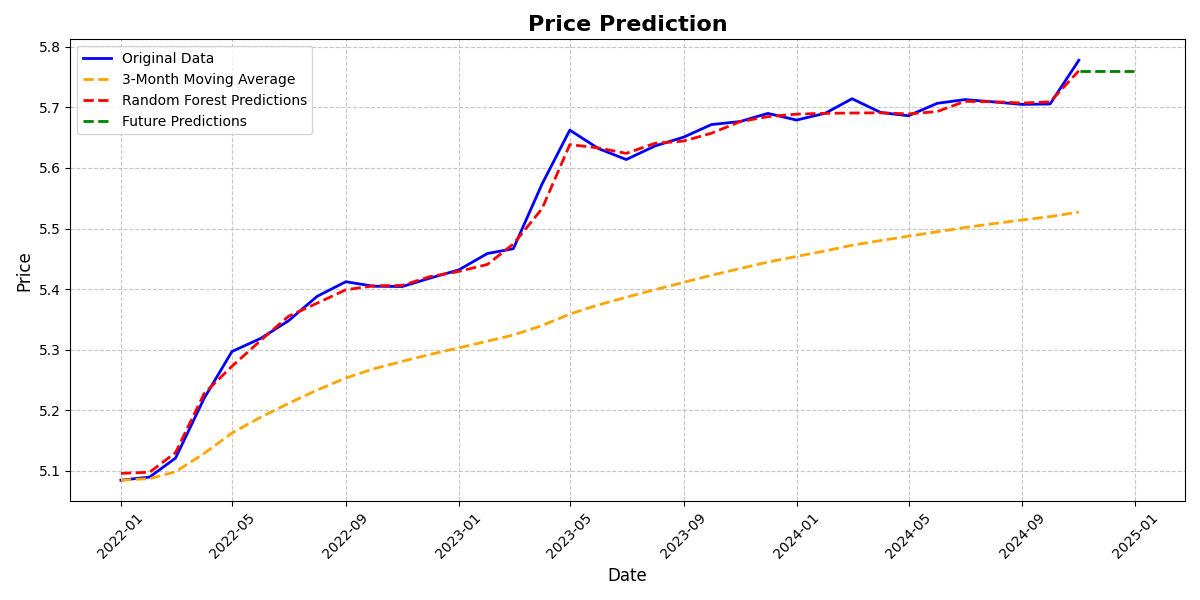 Price Prediction
Original Data
3-Month Moving Average
Random Forest Predictions
Future Predictions
Price
5.8
5.7
5.6
5.5
5.4
5.3
5.2
5.1
2022-01
2022-05
2022-09
2023-01
2023-05
2023-09
2024-01
2024-05
2024-09
2025-01
Date